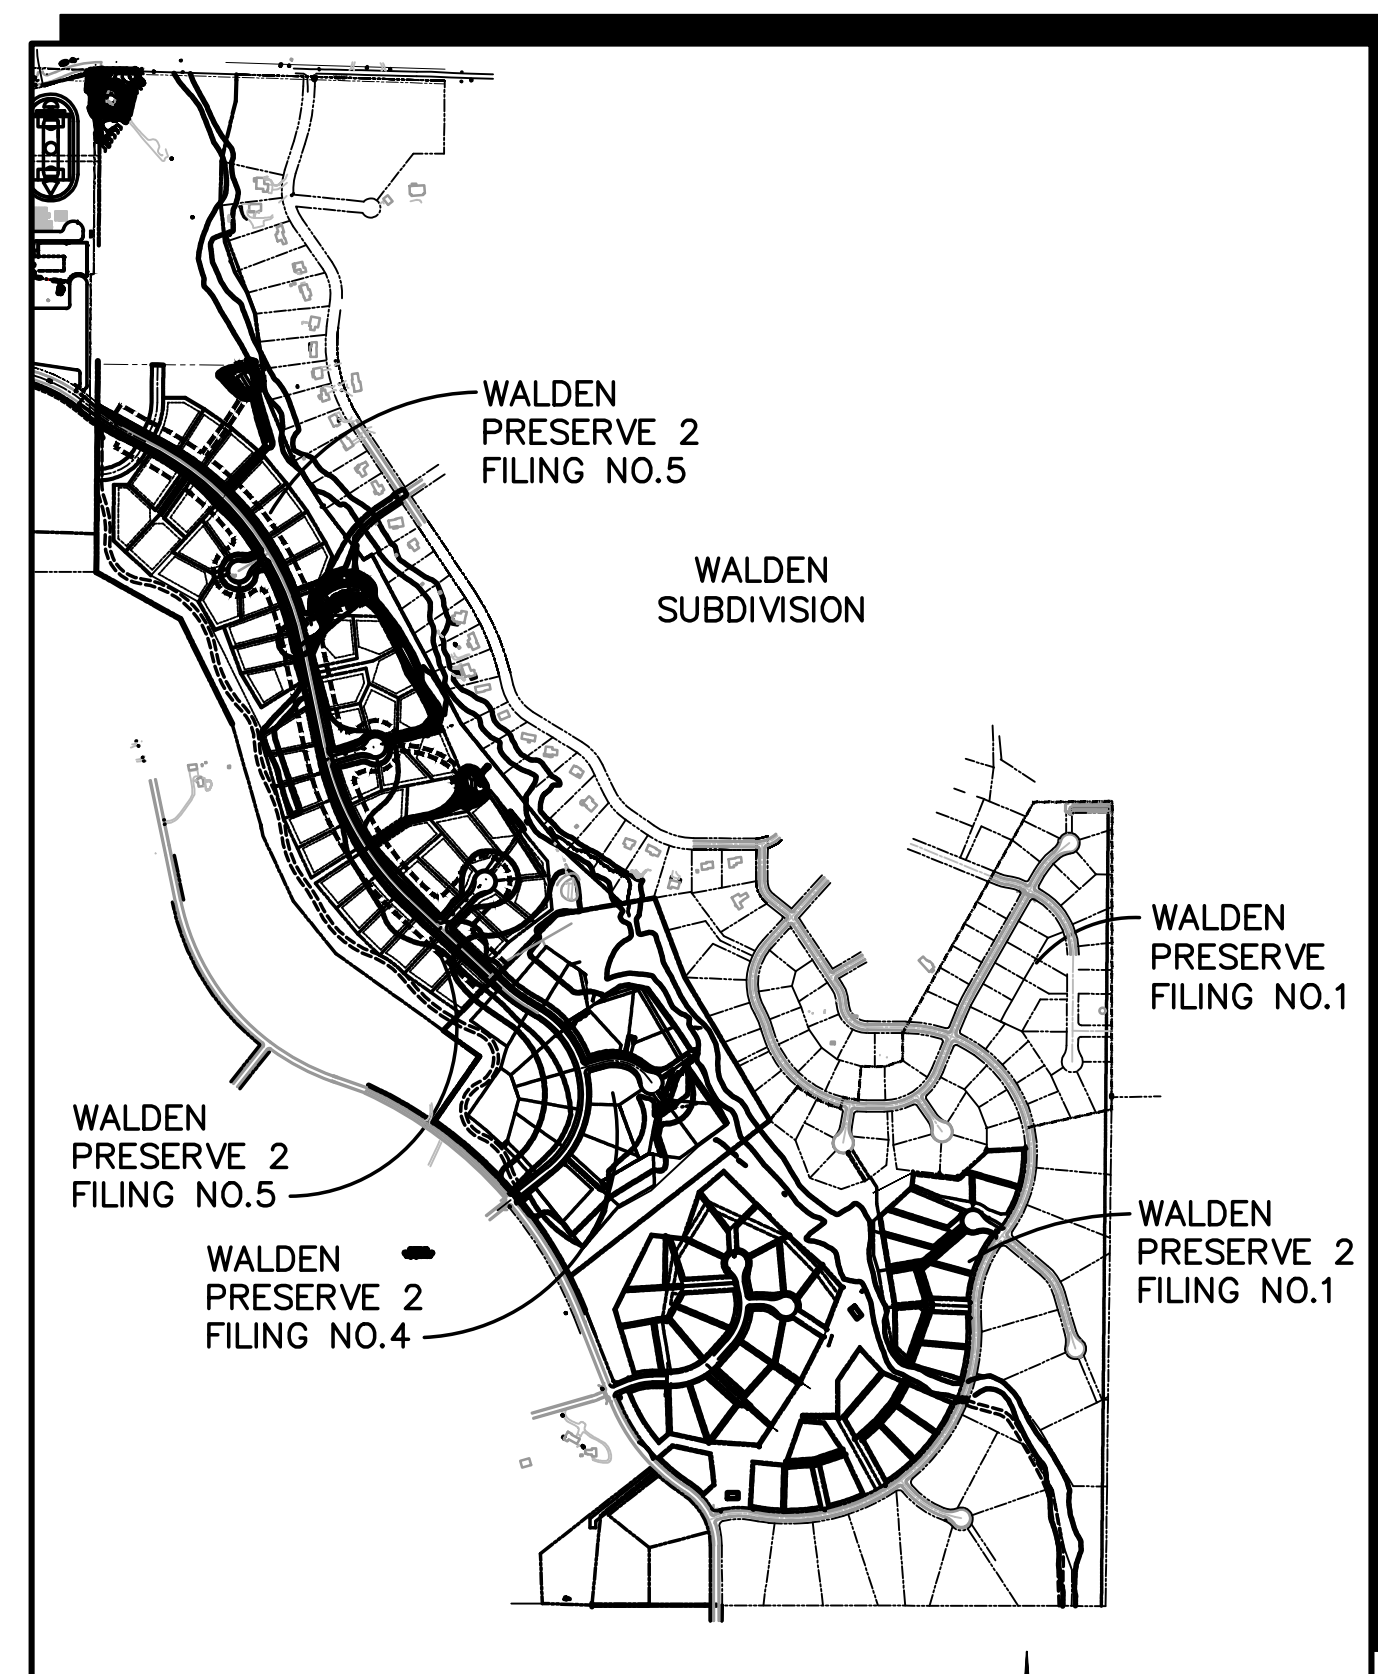 WALDEN
PRESERVE 2
FILING NO.5
WALDEN
SUBDIVISION
WALDEN
PRESERVE
FILING NO.1
WALDEN
PRESERVE 2
FILING NO.5
WALDEN
PRESERVE 2
FILING NO.1
WALDEN
PRESERVE 2
FILING NO.4